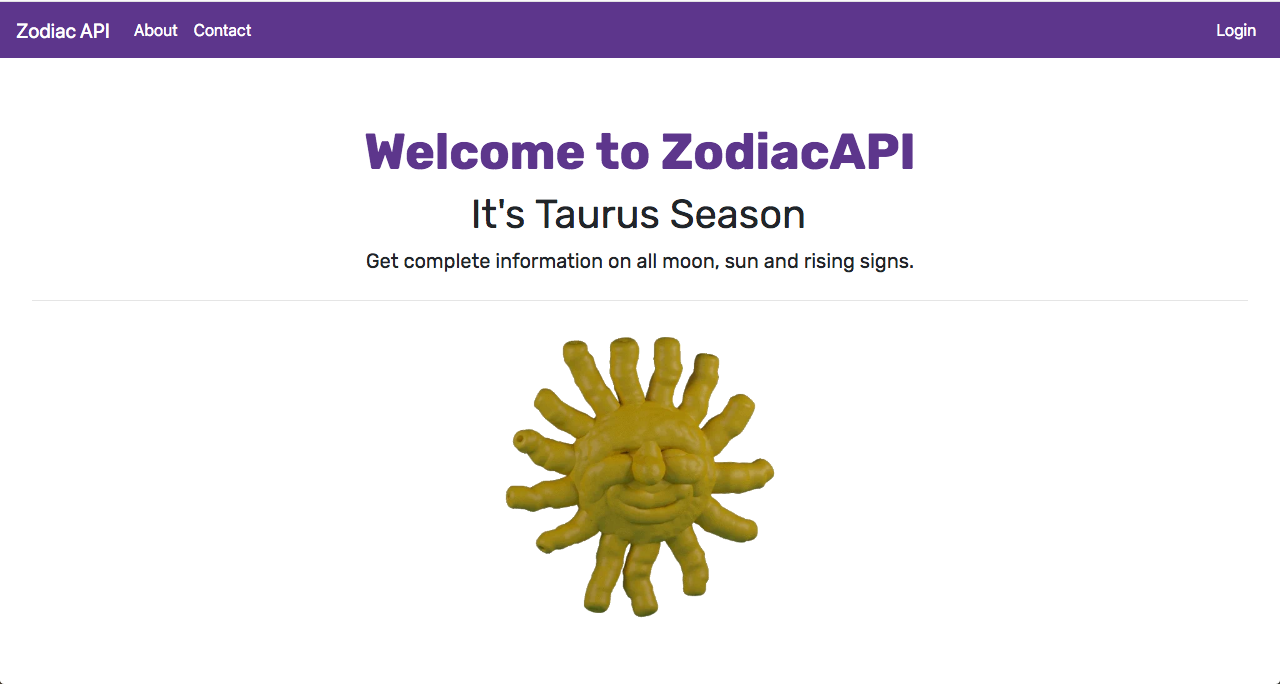 Zodiac API About Contact Login
Welcome to ZodiacAPI
It's Taurus Season
Get complete information on all moon, sun and rising signs.